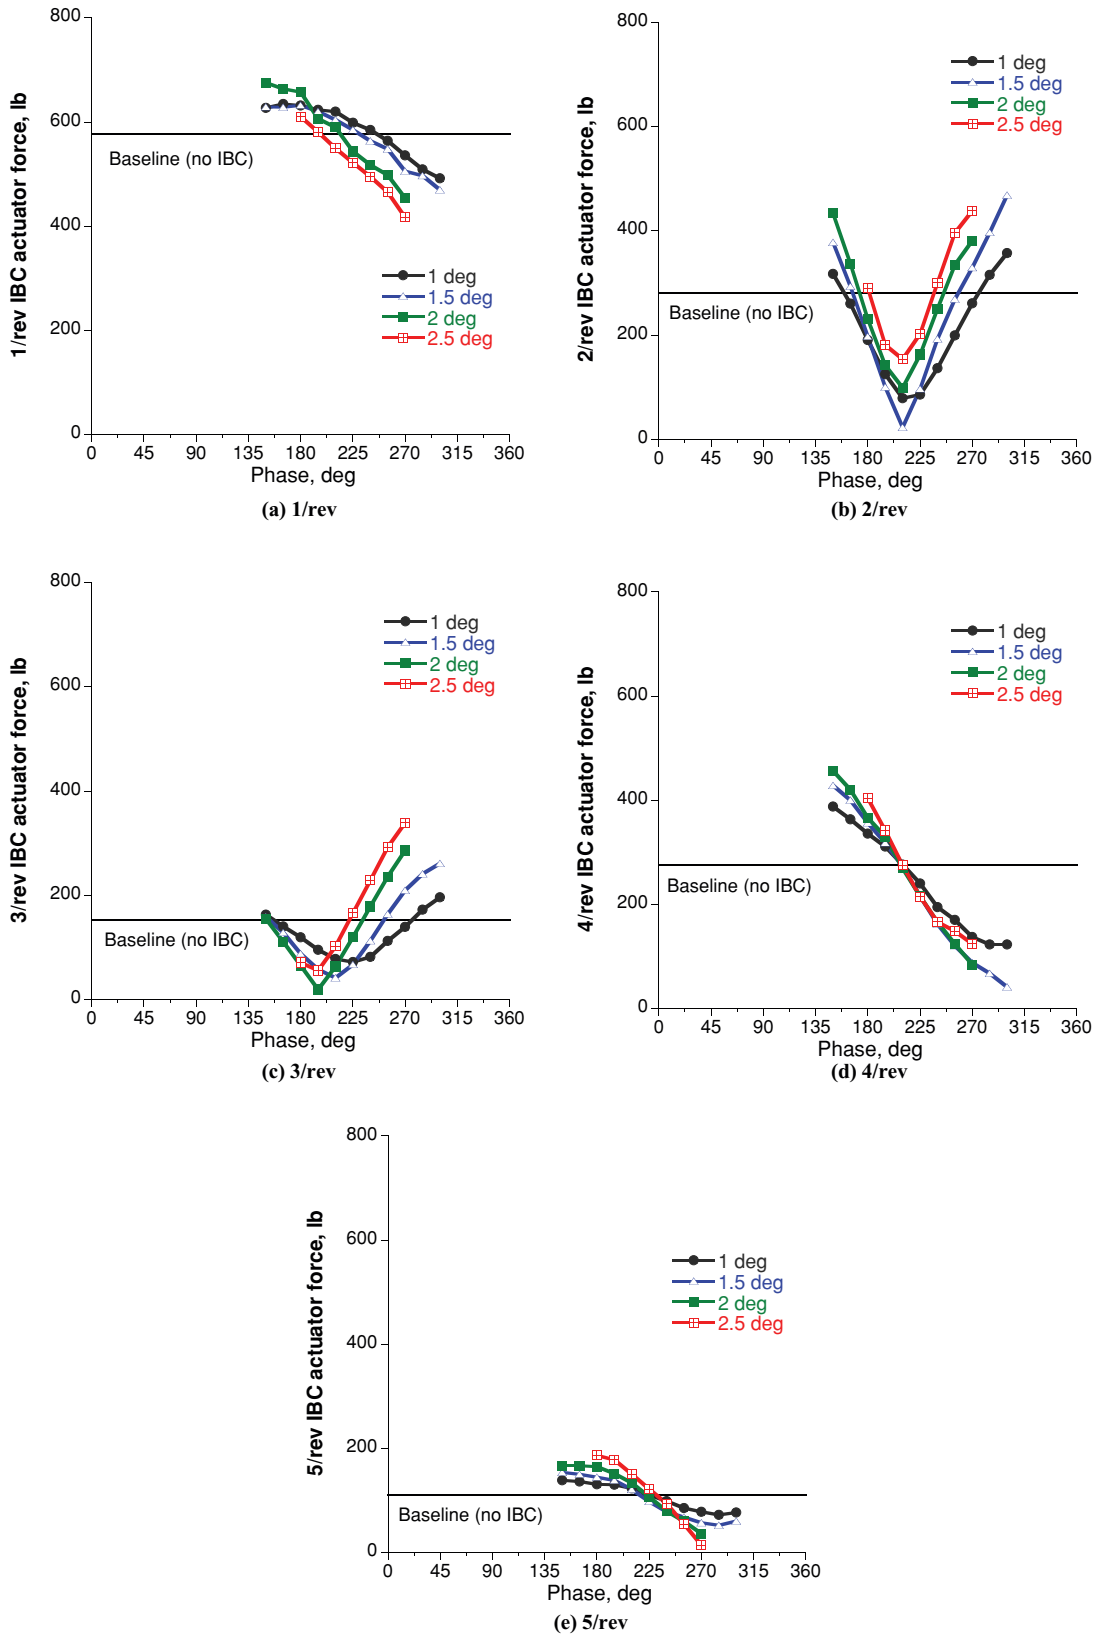 800
600
400
200
0
1/rev IBC actuator force, lb
Baseline (no IBC)
1 deg
1.5 deg
2 deg
2.5 deg
0 45 90 135 180 225 270 315 360
Phase, deg
(a) 1/rev
800
600
400
200
0
2/rev IBC actuator force, lb
1 deg
1.5 deg
2 deg
2.5 deg
Baseline (no IBC)
0 45 90 135 180 225 270 315 360
Phase, deg
(b) 2/rev
800
600
400
200
0
3/rev IBC actuator force, lb
1 deg
1.5 deg
2 deg
2.5 deg
Baseline (no IBC)
0 45 90 135 180 225 270 315 360
Phase, deg
(c) 3/rev
800
600
400
200
0
4/rev IBC actuator force, lb
1 deg
1.5 deg
2 deg
2.5 deg
Baseline (no IBC)
0 45 90 135 180 225 270 315 360
Phase, deg
(d) 4/rev
800
600
400
200
0
5/rev IBC actuator force, lb
1 deg
1.5 deg
2 deg
2.5 deg
Baseline (no IBC)
0 45 90 135 180 225 270 315 360
Phase, deg
(e) 5/rev